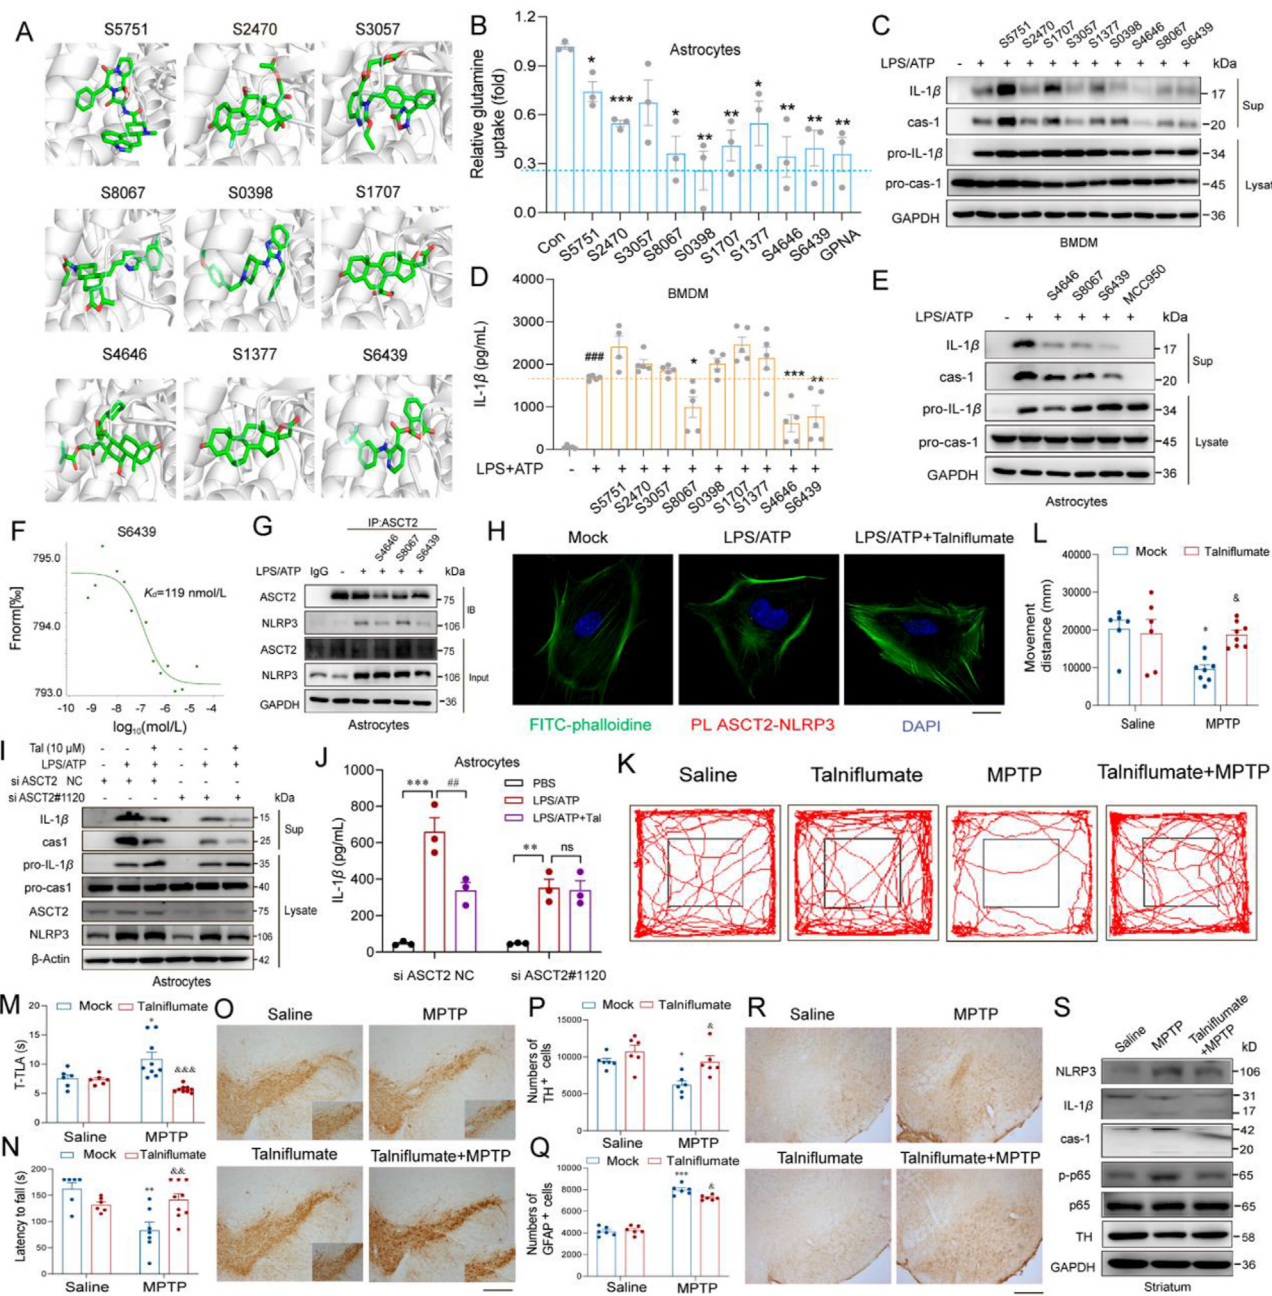 A
S5751 S2470 S3057
S8067 S0398 S1707
S4646 S1377 S6439
B
Relative glutamine
uptake (fold)
1.2
0.9
0.6
0.3
0.0
Astrocytes
* *** * ** ** * ** ** **
Con S5751 S2470 S3057 S8067 S0398 S1707 S1377 S4646 S6439 GPNA
C
S5751 S2470 S1707 S3057 S1377 S0398 S4646 S8067 S6439
LPS/ATP - + + + + + + + + + + kDa
IL-1β 17
cas-1 20
Sup
pro-IL-1β 34
pro-cas-1 45
GAPDH 36
Lysate
BMDM
D
IL-1β (pg/mL)
4000
3000
2000
1000
0
BMDM
### * *** **
LPS+ATP - + + + + + + + + + +
S5751 S2470 S3057 S8067 S0398 S1707 S1377 S4646 S6439
E
S4646 S8067 S6439 MCC950
LPS/ATP - + + + + + kDa
IL-1β 17
cas-1 20
Sup
pro-IL-1β 34
pro-cas-1 45
GAPDH 36
Lysate
Astrocytes
F
S6439
Fnorm[‰]
795.0
794.0
793.0
Kd=119 nmol/L
-10 -9 -8 -7 -6 -5 -4
log10(mol/L)
G
IP:ASCT2
S4646 S8067 S6439
LPS/ATP IgG - + + + + kDa
ASCT2 75
NLRP3 106
IB
ASCT2 75
NLRP3 106
GAPDH 36
Input
Astrocytes
H
Mock LPS/ATP LPS/ATP+Talniflumate
FITC-phalloidine PL ASCT2-NLRP3 DAPI
L
Mock Talniflumate
Movement
distance (mm)
40000
30000
20000
10000
0
* &
Saline MPTP
I
Tal (10 μM) - - + - - +
LPS/ATP - + + - + +
si ASCT2 NC + + + - - -
si ASCT2#1120 - - - + + + kDa
IL-1β 15
cas1 25
Sup
pro-IL-1β 35
pro-cas1 40
ASCT2 75
NLRP3 106
β-Actin 42
Lysate
Astrocytes
J
Astrocytes
IL-1β (pg/mL)
1000
800
600
400
200
0
PBS
LPS/ATP
LPS/ATP+Tal
*** ## ** ns
si ASCT2 NC si ASCT2#1120
K
Saline Talniflumate MPTP Talniflumate+MPTP
M
Mock Talniflumate
T-TLA (s)
20
15
10
5
0
* &&&
Saline MPTP
N
Mock Talniflumate
Latency to fall (s)
200
150
100
50
0
** &&
Saline MPTP
O
Saline MPTP
Talniflumate Talniflumate+MPTP
P
Mock Talniflumate
Numbers of
TH+ cells
15000
10000
5000
0
* &
Saline MPTP
Q
Mock Talniflumate
Numbers of
GFAP+ cells
10000
8000
6000
4000
2000
0
*** &
Saline MPTP
R
Saline MPTP
Talniflumate Talniflumate+MPTP
S
Saline MPTP Talniflumate
+MPTP kD
NLRP3 106
IL-1β 31
17
cas-1 42
20
p-p65 65
p65 65
TH 58
GAPDH 36
Striatum